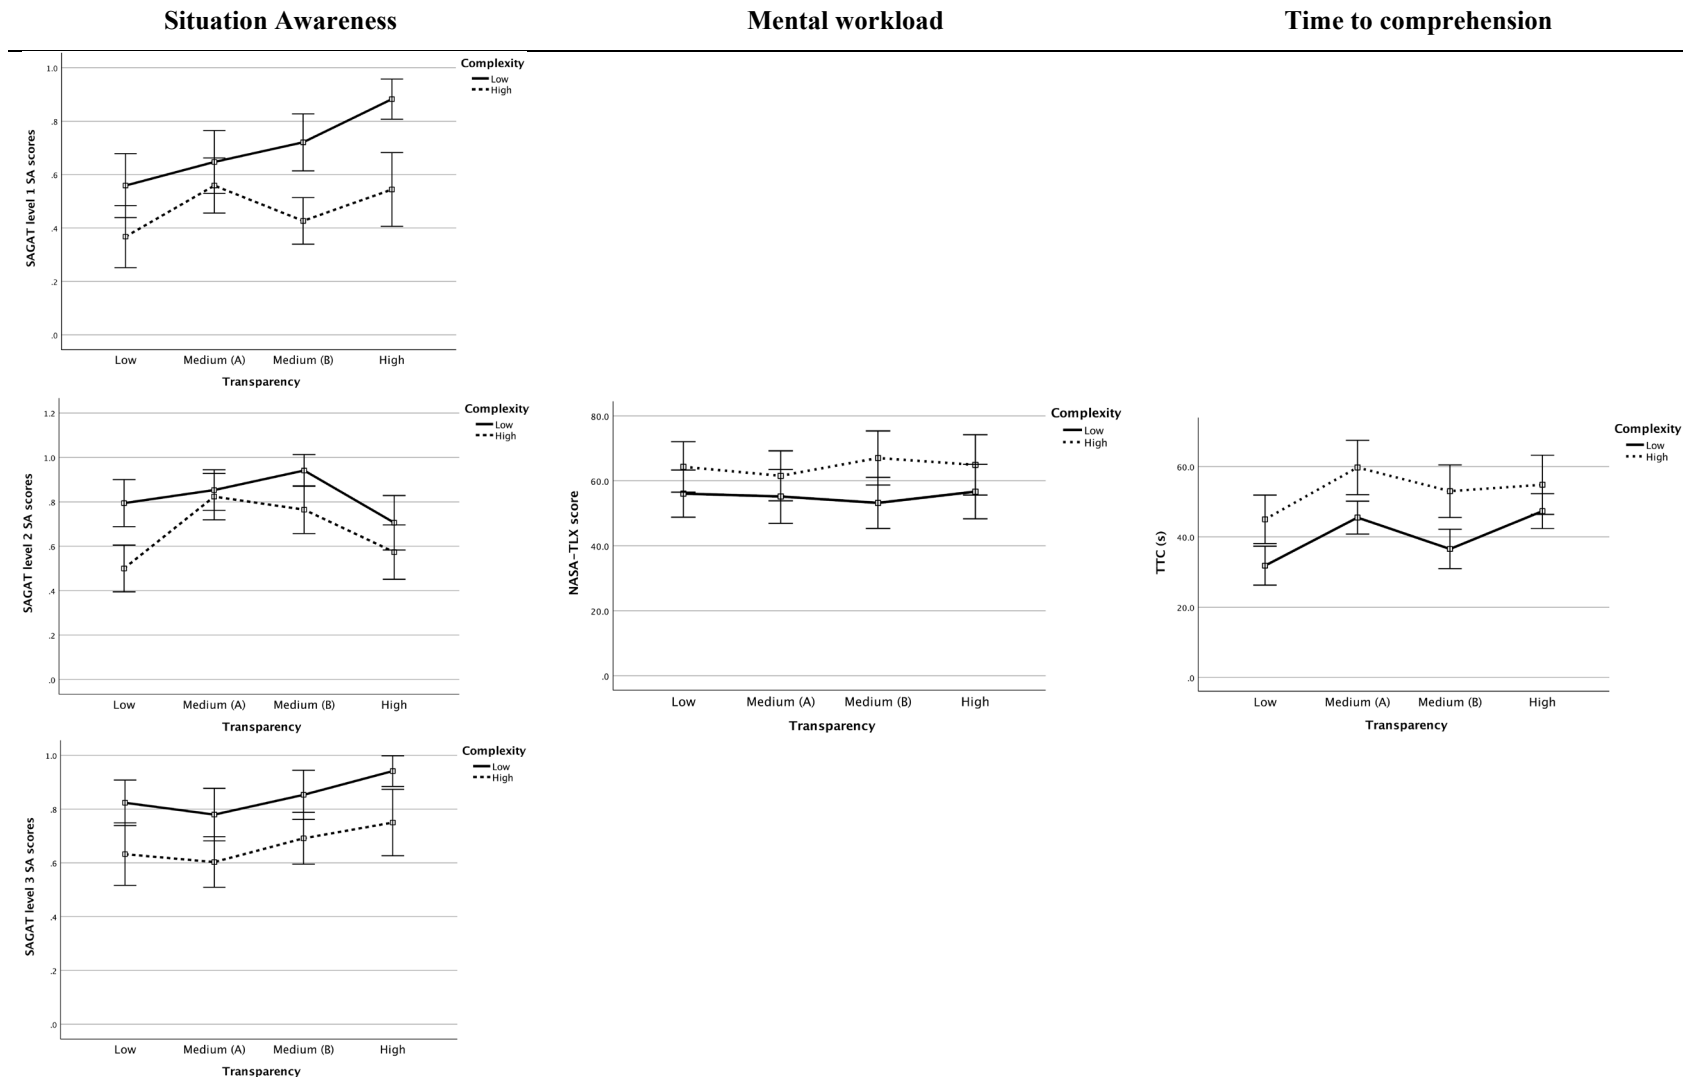 Situation Awareness Mental workload Time to comprehension
Complexity
Low
High
SAGAT level 1 SA scores
1.0
.8
.6
.4
.2
.0
Low Medium (A) Medium (B) High
Transparency
Complexity
Low
High
SAGAT level 2 SA scores
1.2
1.0
.8
.6
.4
.2
.0
Low Medium (A) Medium (B) High
Transparency
Complexity
Low
High
NASA-TLX score
80.0
60.0
40.0
20.0
.0
Low Medium (A) Medium (B) High
Transparency
Complexity
Low
High
TTC (s)
60.0
40.0
20.0
.0
Low Medium (A) Medium (B) High
Transparency
Complexity
Low
High
SAGAT level 3 SA scores
1.0
.8
.6
.4
.2
.0
Low Medium (A) Medium (B) High
Transparency